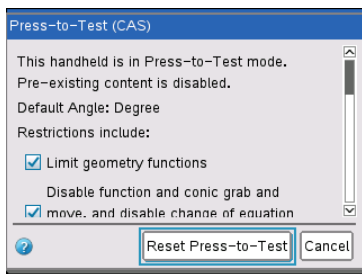 Press-to-Test (CAS)
This handheld is in Press-to-Test mode.
Pre-existing content is disabled.
Default Angle: Degree
Restrictions include:
Limit geometry functions
Disable function and conic grab and
move, and disable change of equation
?
Reset Press-to-Test
Cancel